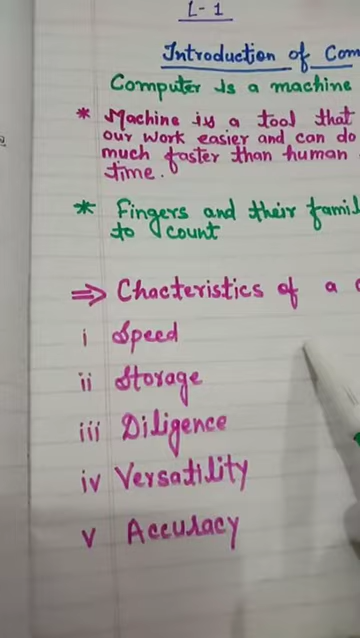 L-1
Introduction of Com
Computer is a machine
* Machine is a tool that
our work easier and can do
much faster than human
time.
* Fingers and their famil
to count
⇒ Chacteristics of a
i Speed
ii Storage
iii Diligence
iv Versatility
v Accuracy